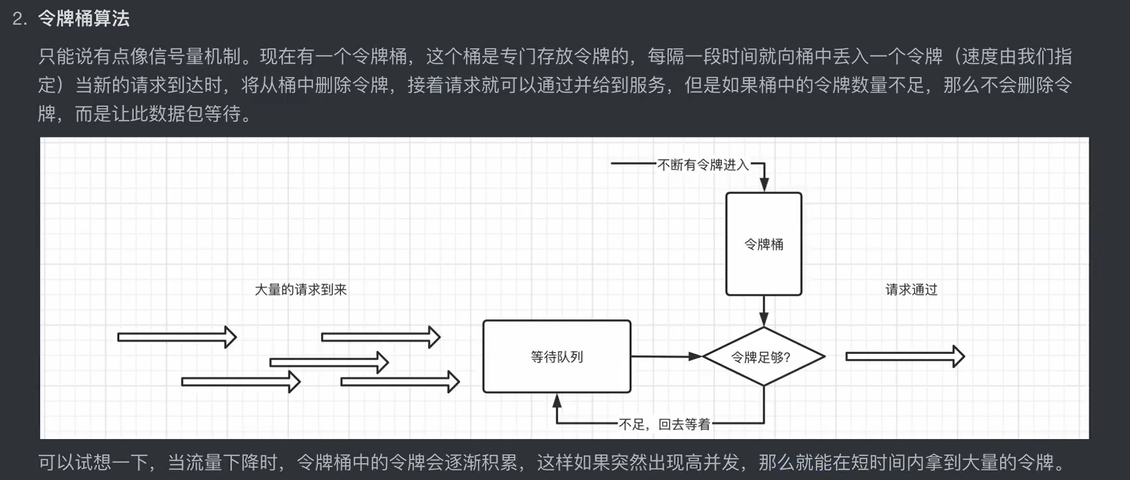 2. 令牌桶算法
只能说有点像信号量机制。现在有一个令牌桶，这个桶是专门存放令牌的，每隔一段时间就向桶中丢入一个令牌（速度由我们指
定）当新的请求到达时，将从桶中删除令牌，接着请求就可以通过并给到服务，但是如果桶中的令牌数量不足，那么不会删除令
牌，而是让此数据包等待。
不断有令牌进入
令牌桶
大量的请求到来
请求通过
等待队列
令牌足够?
不足，回去等着
可以试想一下，当流量下降时，令牌桶中的令牌会逐渐积累，这样如果突然出现高并发，那么就能在短时间内拿到大量的令牌。